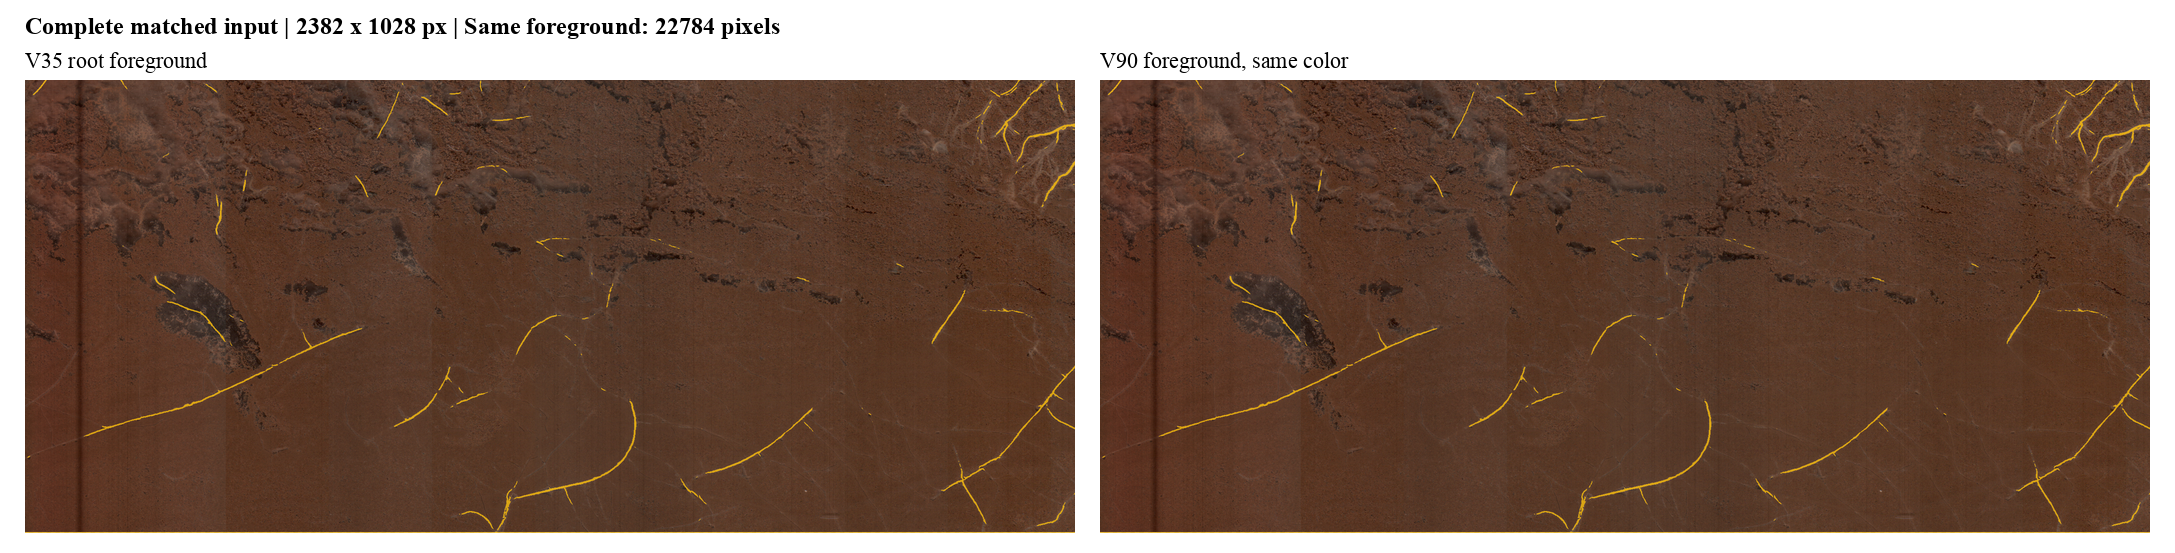 Complete matched input | 2382 x 1028 px | Same foreground: 22784 pixels
V35 root foreground
V90 foreground, same color